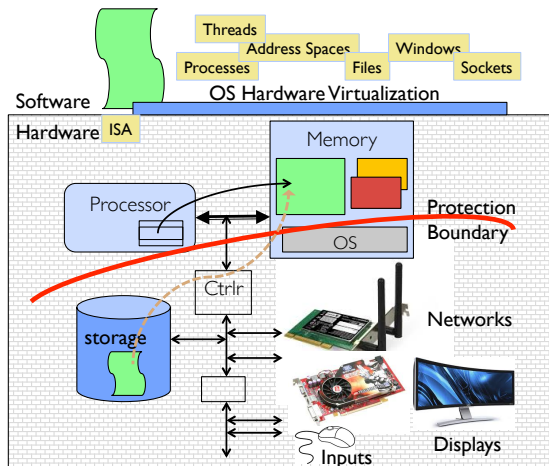 Threads
Address Spaces
Windows
Processes
Files
Sockets
OS Hardware Virtualization
Software
Hardware
ISA
Memory
Processor
Protection
Boundary
OS
Ctrlr
Networks
storage
Displays
Inputs